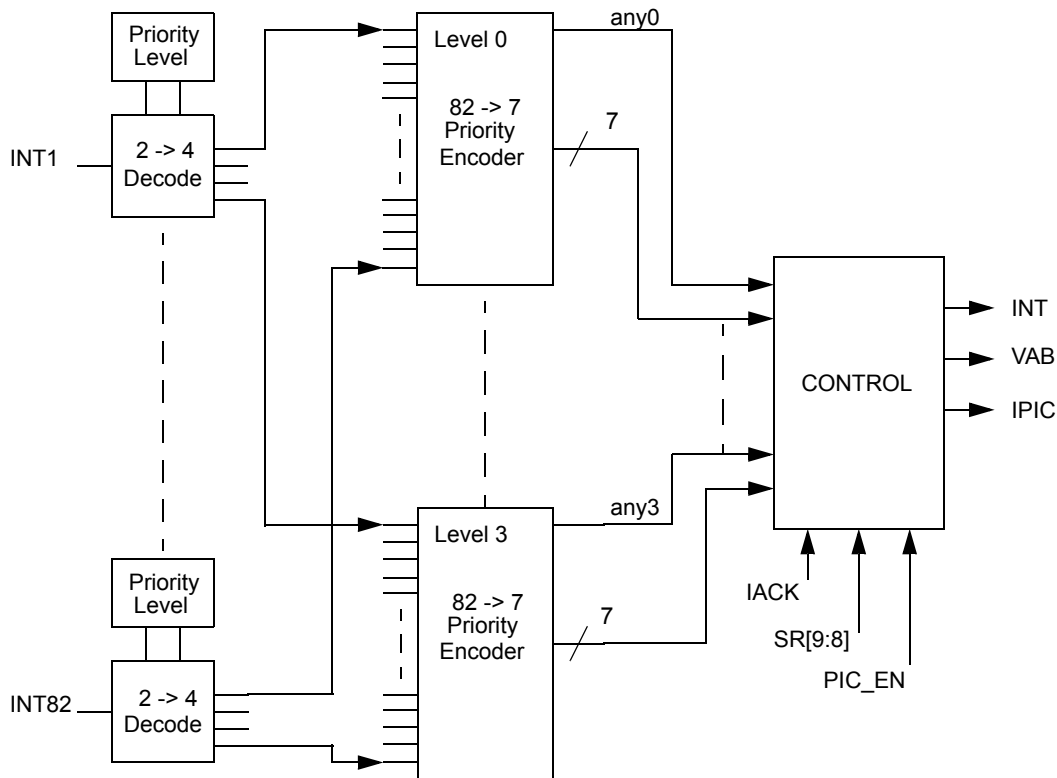 Priority
Level
INT1
2 -> 4
Decode
Level 0
82 -> 7
Priority
Encoder
any0
7
CONTROL
INT
VAB
IPIC
IACK
SR[9:8]
PIC_EN
Priority
Level
INT82
2 -> 4
Decode
Level 3
82 -> 7
Priority
Encoder
any3
7